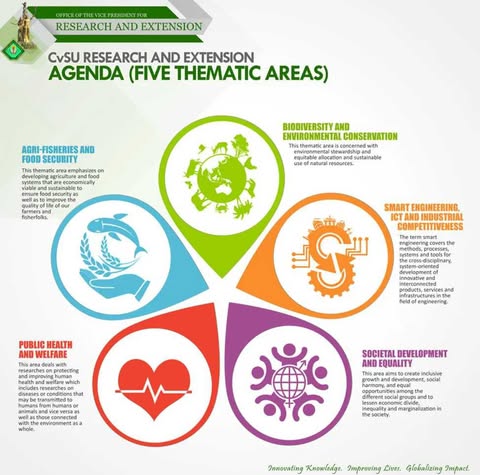 OFFICE OF THE VICE PRESIDENT FOR
RESEARCH AND EXTENSION
CvSU RESEARCH AND EXTENSION
AGENDA (FIVE THEMATIC AREAS)
BIODIVERSITY AND
ENVIRONMENTAL CONSERVATION
This thematic area is concerned with
environmental stewardship and
equitable allocation and sustainable
use of natural resources.
AGRI-FISHERIES AND
FOOD SECURITY
This thematic area emphasizes on
developing agriculture and food
systems that are economically
viable and sustainable to
ensure food security as
well as to improve the
quality of life of our
farmers and
fisherfolks.
SMART ENGINEERING,
ICT AND INDUSTRIAL
COMPETITIVENESS
The term smart
engineering covers the
methods, processes,
systems and tools for
the cross-disciplinary,
system-oriented
development of
innovative and
interconnected
products, services and
infrastructures in the
field of engineering.
PUBLIC HEALTH
AND WELFARE
This area deals with
researches on protecting
and improving human
health and welfare which
includes researches on
diseases or conditions that
may be transmitted to
humans from humans or
animals and vice versa as
well as those connected
with the environment as a
whole.
SOCIETAL DEVELOPMENT
AND EQUALITY
This area aims to create inclusive
growth and development, social
harmony, and equal
opportunities among the
different social groups and to
lessen economic divide,
inequality and marginalization in
the society.
Innovating Knowledge. Improving Lives. Globalizing Impact.